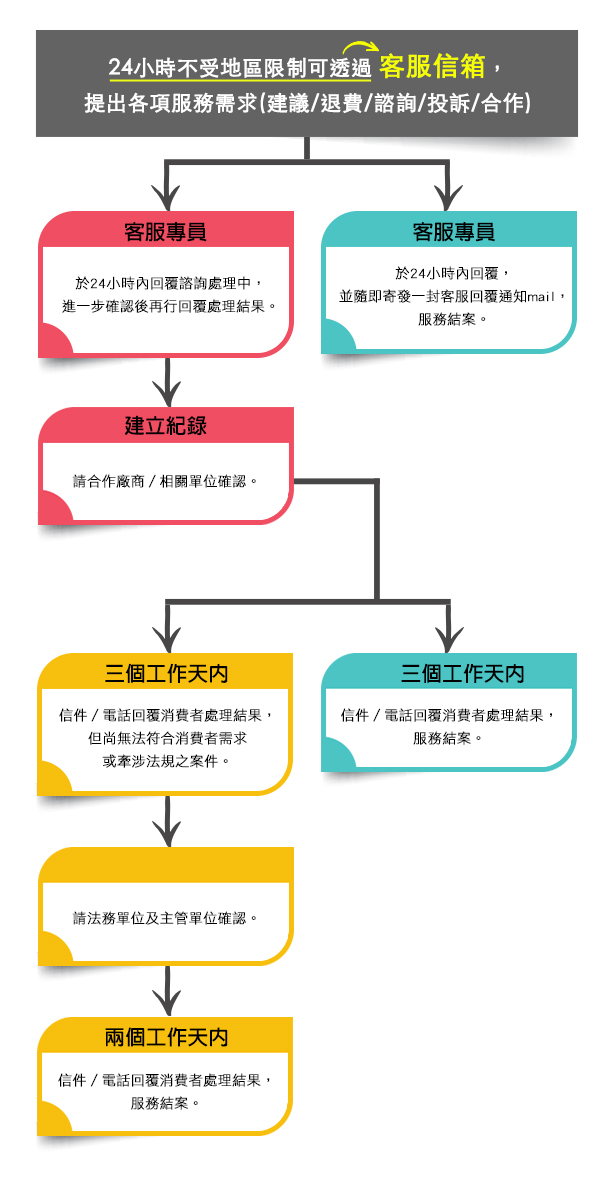 24小時不受地區限制可透過 客服信箱，
提出各項服務需求(建議/退費/諮詢/投訴/合作)
客服專員
於24小時內回覆諮詢處理中，
進一步確認後再行回覆處理結果。
客服專員
於24小時內回覆，
並隨即寄發一封客服回覆通知mail，
服務結案。
建立紀錄
請合作廠商／相關單位確認。
三個工作天內
信件／電話回覆消費者處理結果，
但尚無法符合消費者需求
或牽涉法規之案件。
三個工作天內
信件／電話回覆消費者處理結果，
服務結案。
請法務單位及主管單位確認。
兩個工作天內
信件／電話回覆消費者處理結果，
服務結案。